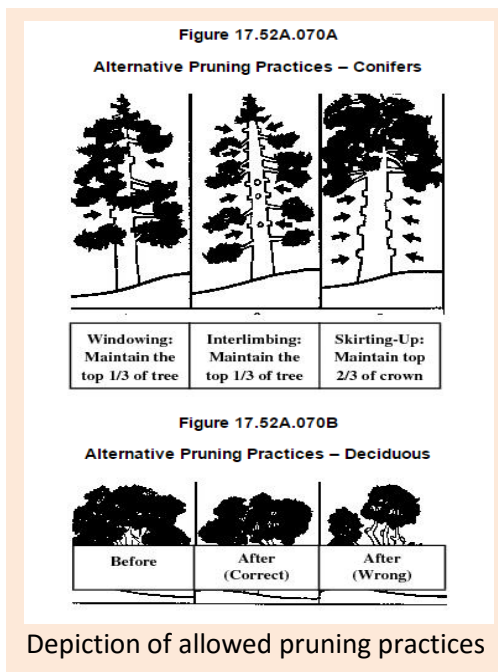 Figure 17.52A.070A
Alternative Pruning Practices – Conifers
Windowing:
Maintain the
top 1/3 of tree
Interlimbing:
Maintain the
top 1/3 of tree
Skirting-Up:
Maintain top
2/3 of crown
Figure 17.52A.070B
Alternative Pruning Practices – Deciduous
Before
After
(Correct)
After
(Wrong)
Depiction of allowed pruning practices